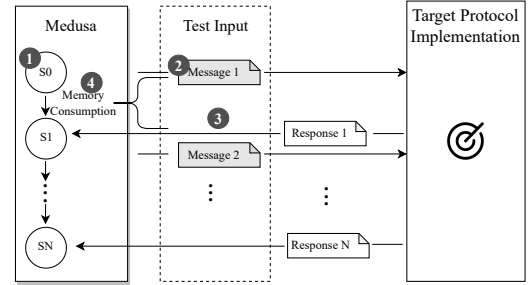 Medusa
Test Input
Target Protocol
Implementation
1
S0
4
2
Message 1
Memory
Consumption
3
S1
Response 1
Message 2
SN
Response N